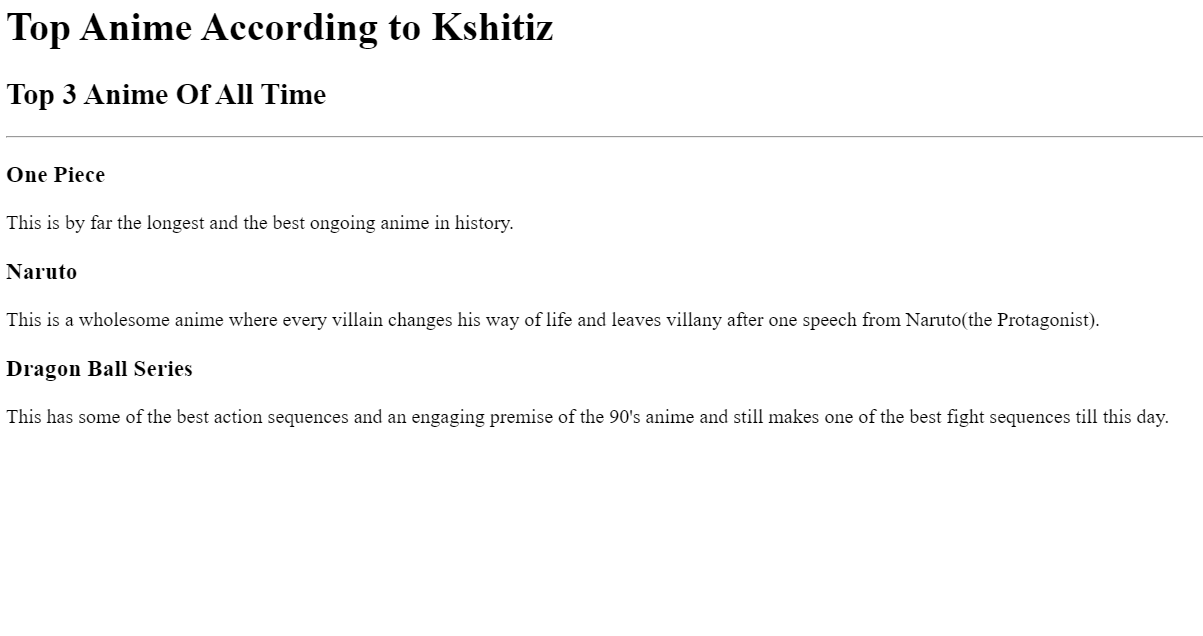 Top Anime According to Kshitiz
Top 3 Anime Of All Time
One Piece
This is by far the longest and the best ongoing anime in history.
Naruto
This is a wholesome anime where every villain changes his way of life and leaves villany after one speech from Naruto(the Protagonist).
Dragon Ball Series
This has some of the best action sequences and an engaging premise of the 90's anime and still makes one of the best fight sequences till this day.